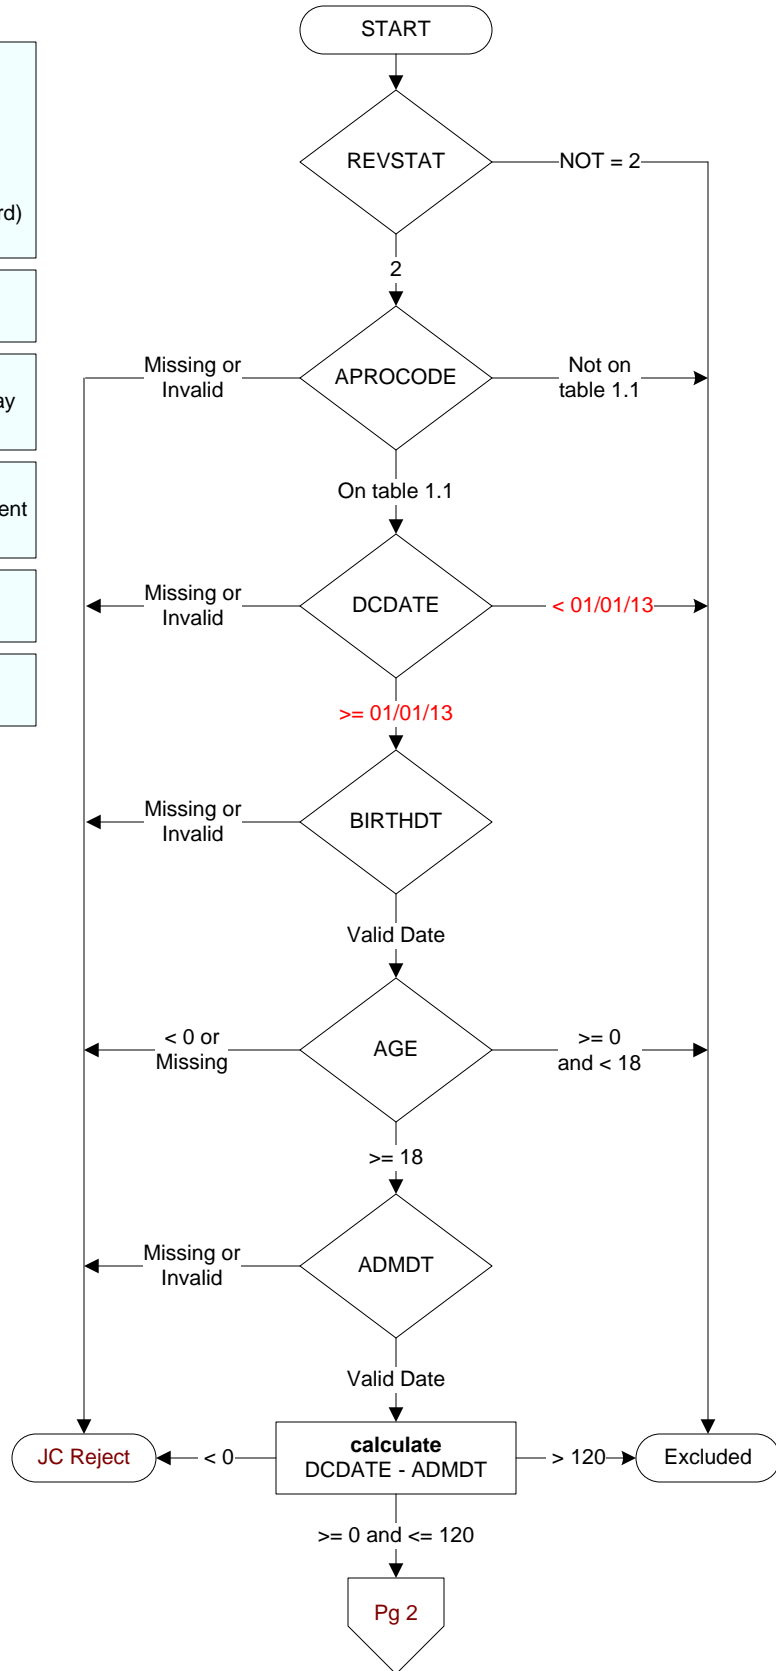 START
REVSTAT
NOT = 2
2
Missing or
Invalid
APROCODE
Not on
table 1.1
On table 1.1
Missing or
Invalid
DCDATE
< 01/01/13
>= 01/01/13
Missing or
Invalid
BIRTHDT
Valid Date
< 0 or
Missing
AGE
>= 0
and < 18
>= 18
Missing or
Invalid
ADMDT
Valid Date
JC Reject
< 0
calculate
DCDATE - ADMDT
> 120
Excluded
>= 0 and <= 120
Pg 2